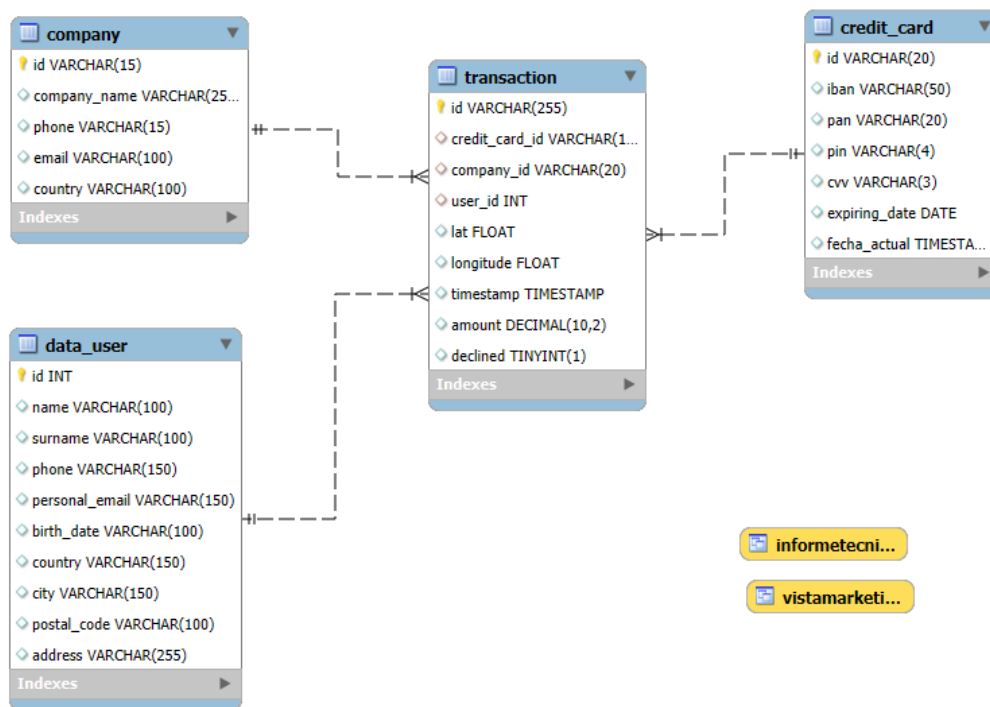 company
id VARCHAR(15)
company_name VARCHAR(25...
phone VARCHAR(15)
email VARCHAR(100)
country VARCHAR(100)
Indexes
data_user
id INT
name VARCHAR(100)
surname VARCHAR(100)
phone VARCHAR(150)
personal_email VARCHAR(150)
birth_date VARCHAR(100)
country VARCHAR(150)
city VARCHAR(150)
postal_code VARCHAR(100)
address VARCHAR(255)
Indexes
transaction
id VARCHAR(255)
credit_card_id VARCHAR(1...
company_id VARCHAR(20)
user_id INT
lat FLOAT
longitude FLOAT
timestamp TIMESTAMP
amount DECIMAL(10,2)
declined TINYINT(1)
Indexes
credit_card
id VARCHAR(20)
iban VARCHAR(50)
pan VARCHAR(20)
pin VARCHAR(4)
cvv VARCHAR(3)
expiring_date DATE
fecha_actual TIMESTA...
Indexes
informetecni...
vistamarketi...